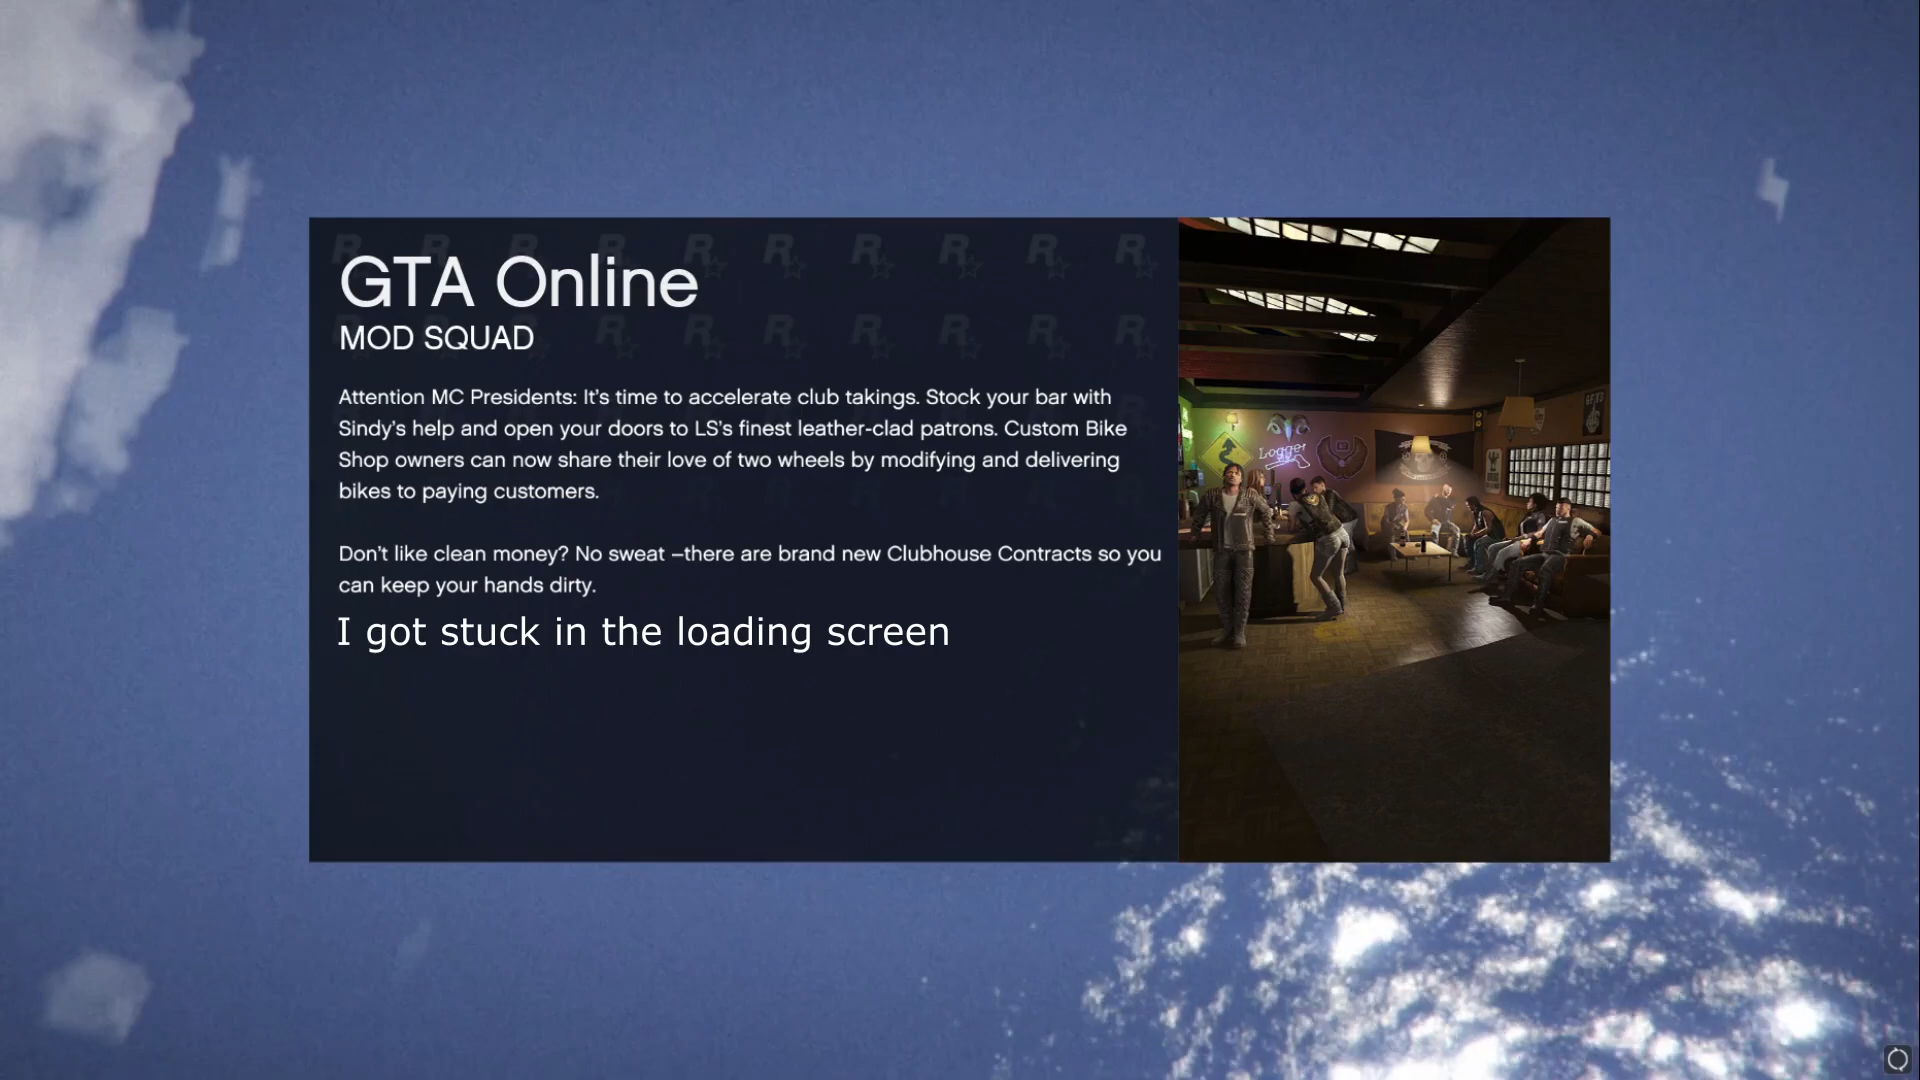 GTA Online
MOD SQUAD
Attention MC Presidents: It's time to accelerate club takings. Stock your bar with
Sindy's help and open your doors to LS's finest leather-clad patrons. Custom Bike
Shop owners can now share their love of two wheels by modifying and delivering
bikes to paying customers.
Don't like clean money? No sweat –there are brand new Clubhouse Contracts so you
can keep your hands dirty.
I got stuck in the loading screen
Logger